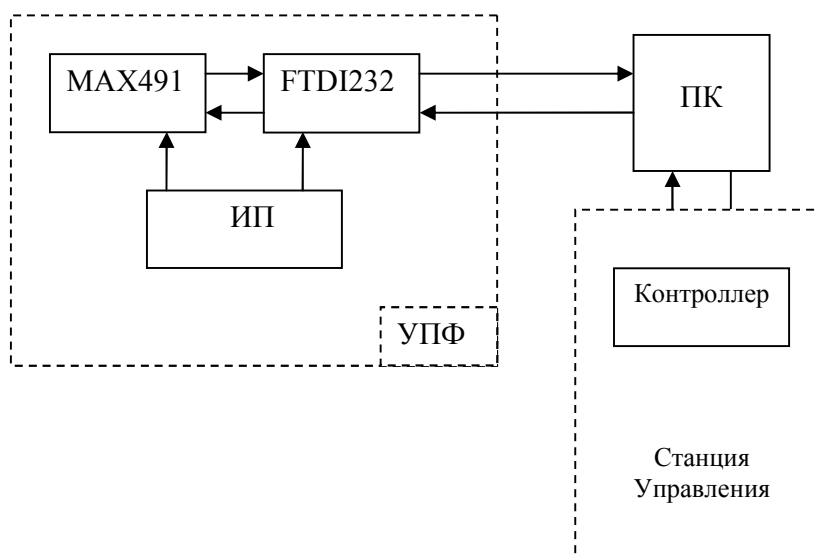 MAX491
FTDI232
ПК
ИП
УПФ
Контроллер
Станция
Управления